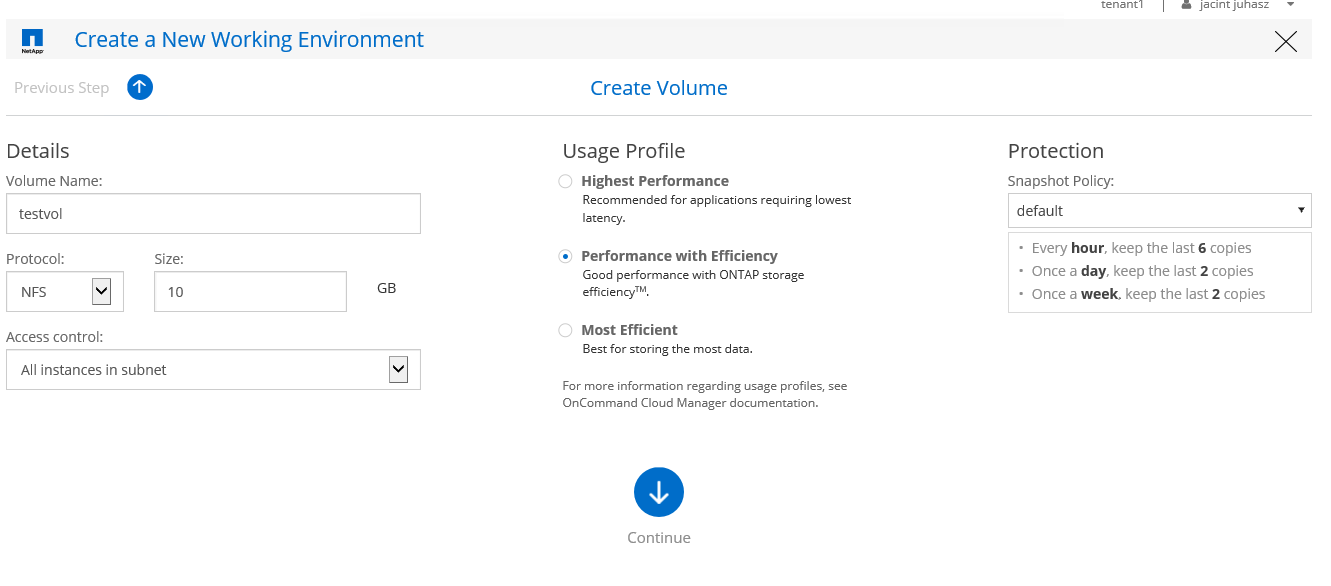 tenant1 | jacint juhasz
NetApp
Create a New Working Environment
Previous Step
Create Volume
Details
Volume Name:
testvol
Protocol:
Size:
NFS
10
GB
Access control:
All instances in subnet
Usage Profile
Highest Performance
Recommended for applications requiring lowest
latency.
Performance with Efficiency
Good performance with ONTAP storage
efficiency™.
Most Efficient
Best for storing the most data.
For more information regarding usage profiles, see
OnCommand Cloud Manager documentation.
Protection
Snapshot Policy:
default
• Every hour, keep the last 6 copies
• Once a day, keep the last 2 copies
• Once a week, keep the last 2 copies
Continue